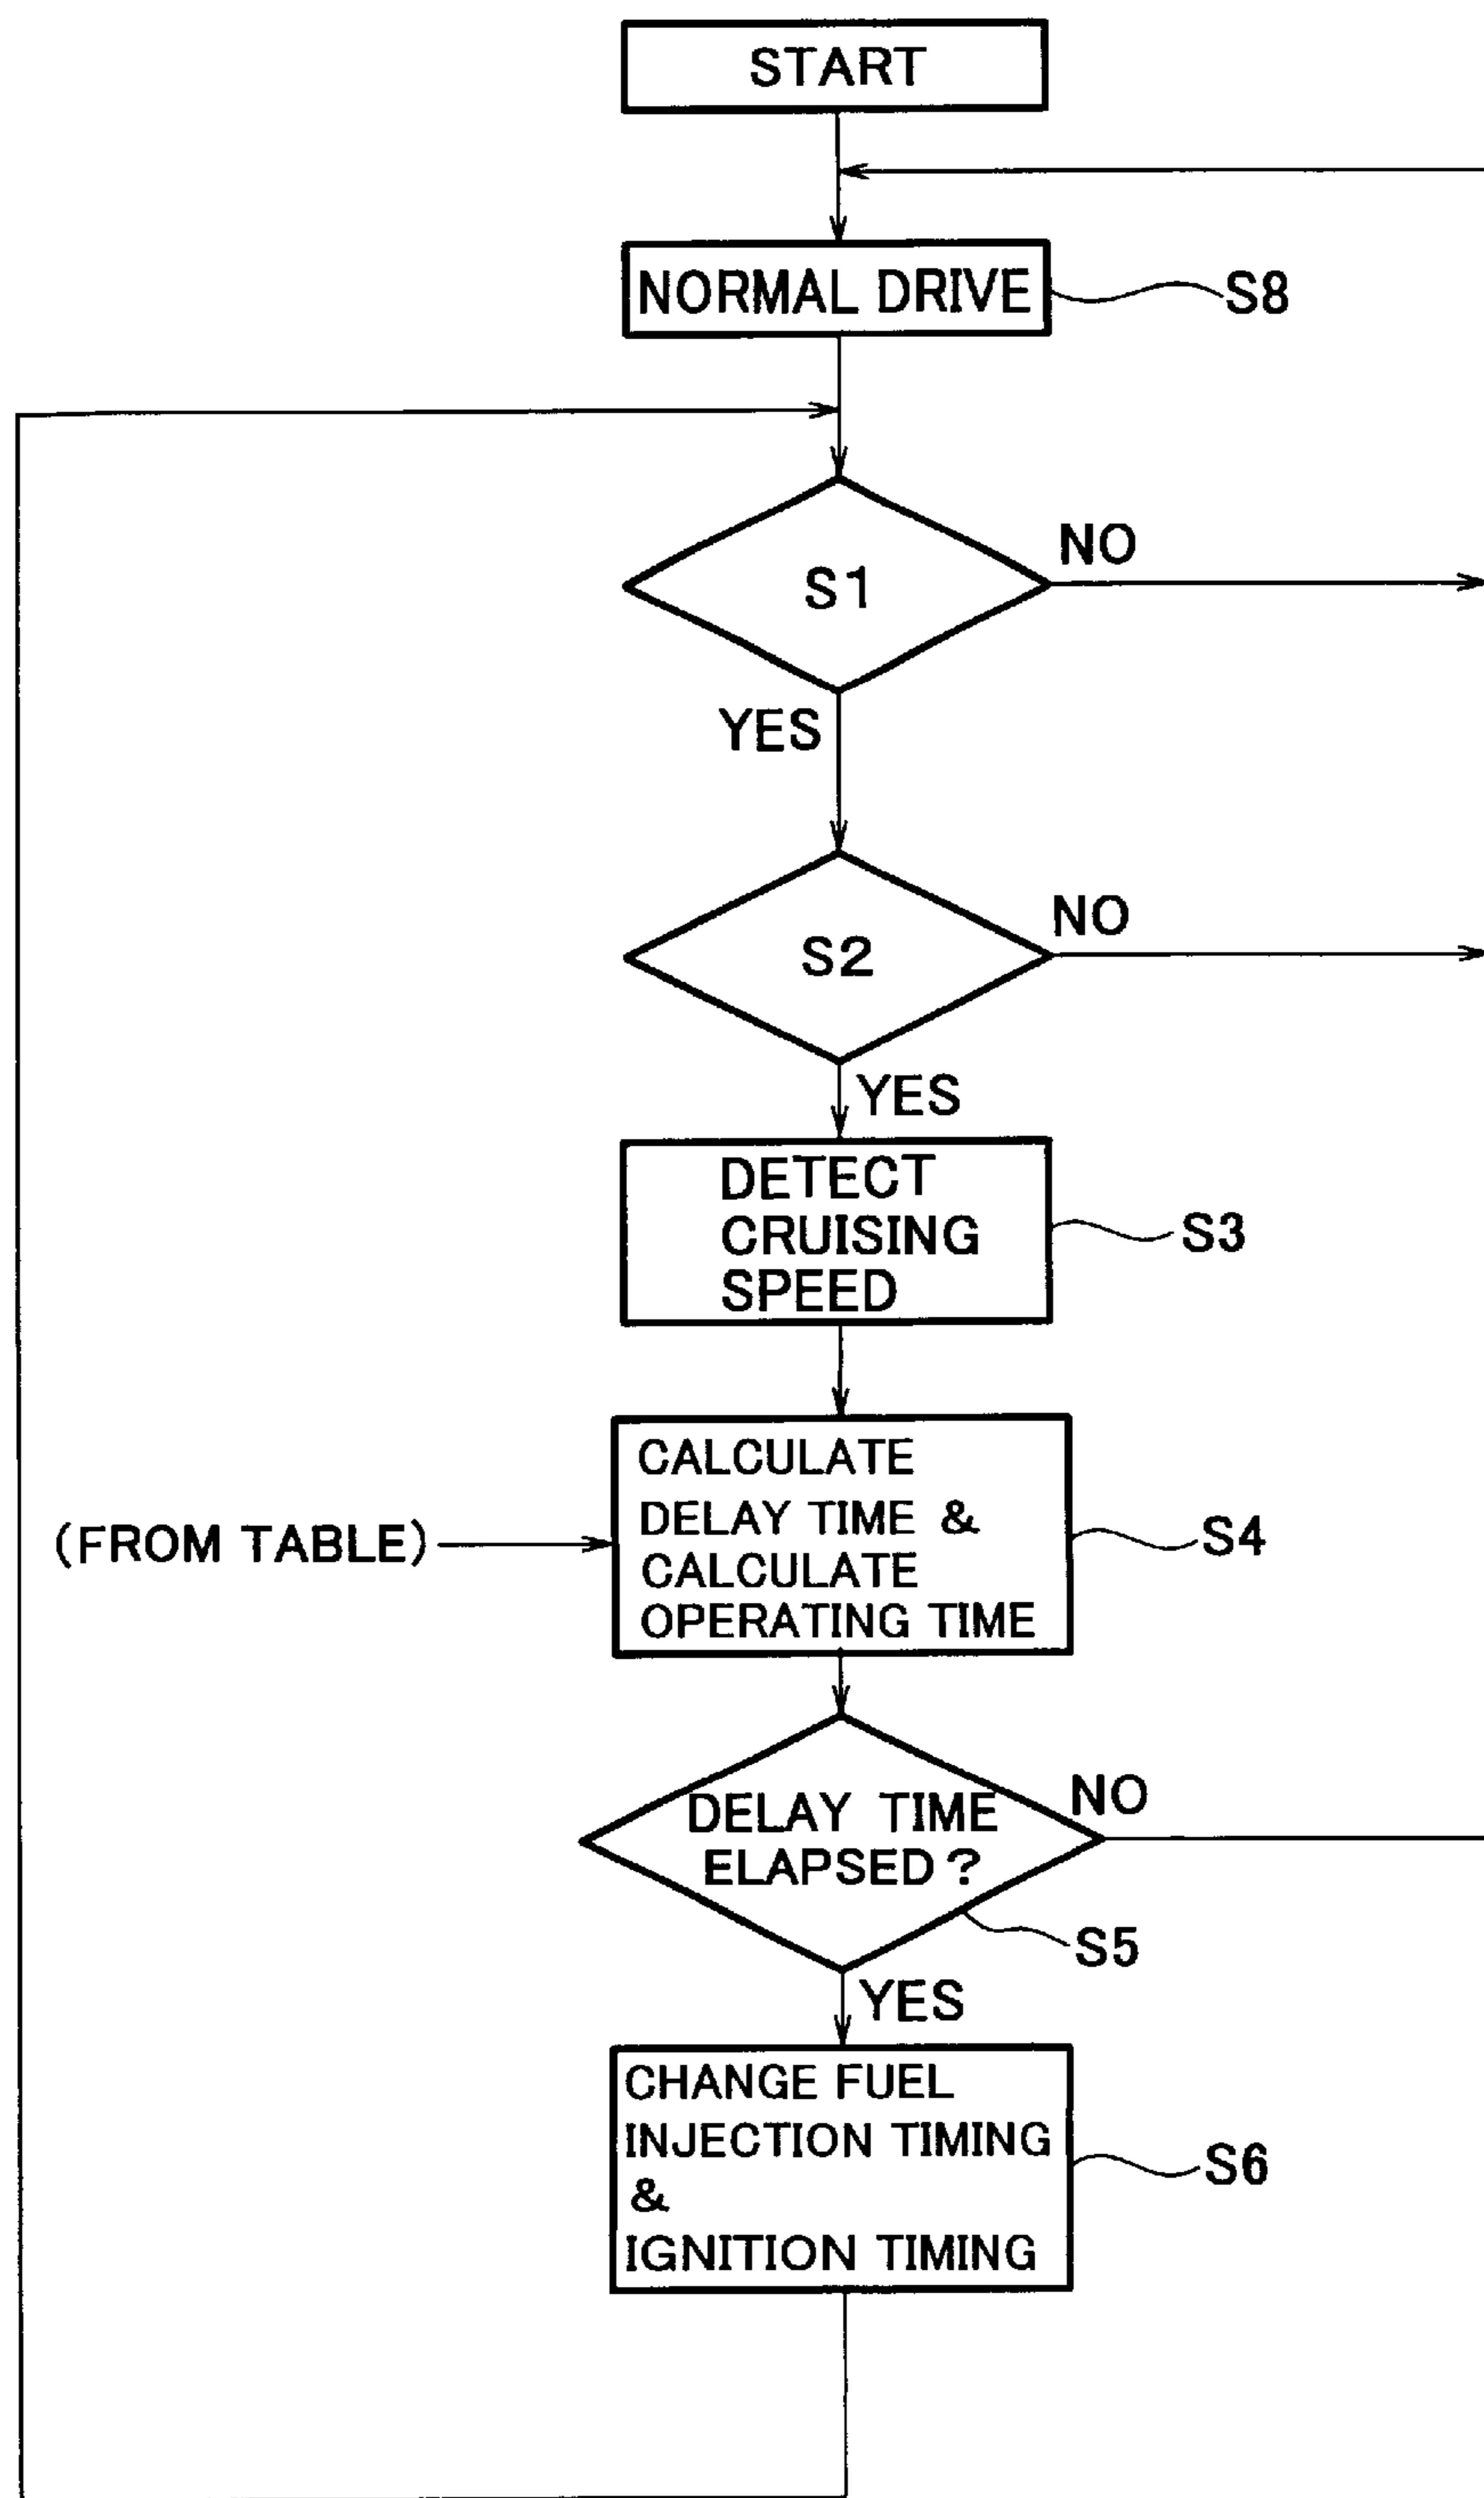 START
NORMAL DRIVE
S8
S1
NO
YES
S2
NO
YES
DETECT
CRUISING
SPEED
S3
(FROM TABLE)
CALCULATE
DELAY TIME &
CALCULATE
OPERATING TIME
S4
DELAY TIME
ELAPSED?
NO
S5
YES
CHANGE FUEL
INJECTION TIMING
&
IGNITION TIMING
S6